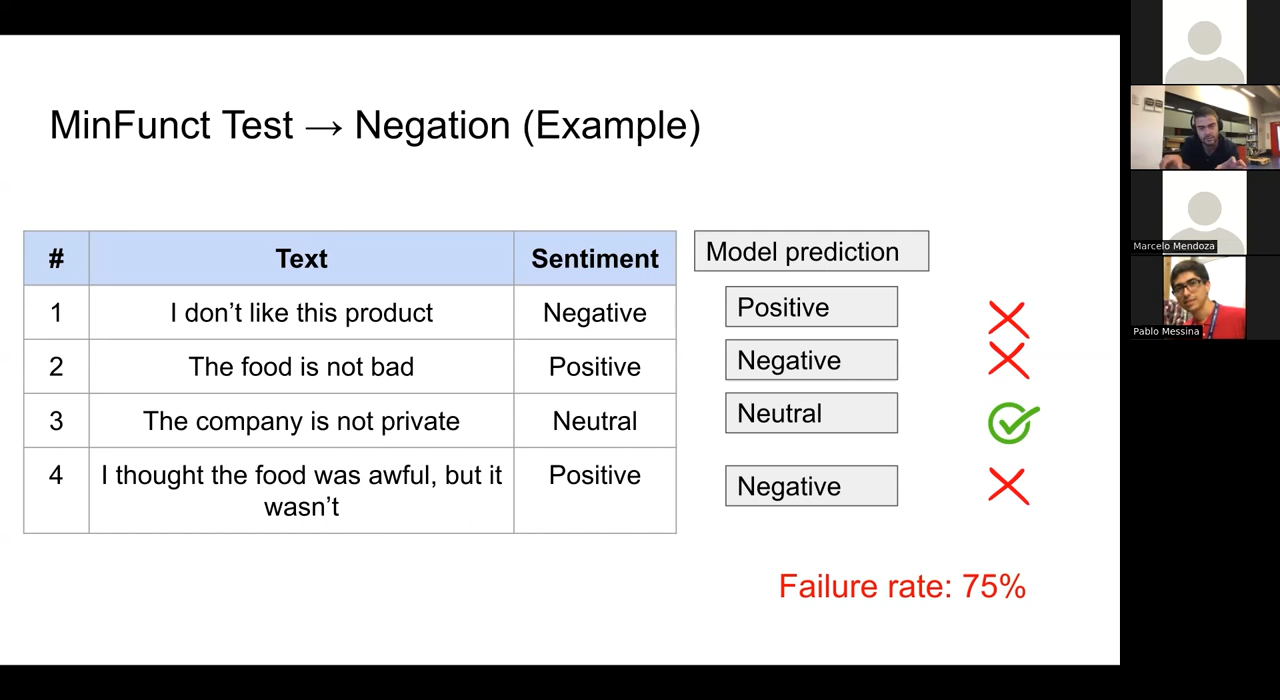 MinFunct Test → Negation (Example)
# Text Sentiment Model prediction
1 I don’t like this product Negative Positive
2 The food is not bad Positive Negative
3 The company is not private Neutral Neutral
4 I thought the food was awful, but it Positive Negative
wasn’t
Failure rate: 75%
Marcelo Mendoza
Pablo Messina